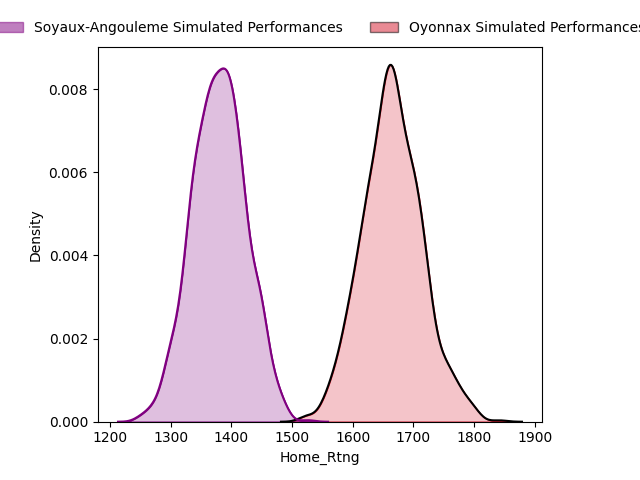 Soyaux-Angouleme Simulated Performances Oyonnax Simulated Performances
0.008
0.006
0.004
0.002
0.000
Density
1200 1300 1400 1500 1600 1700 1800 1900
Home_Rtng